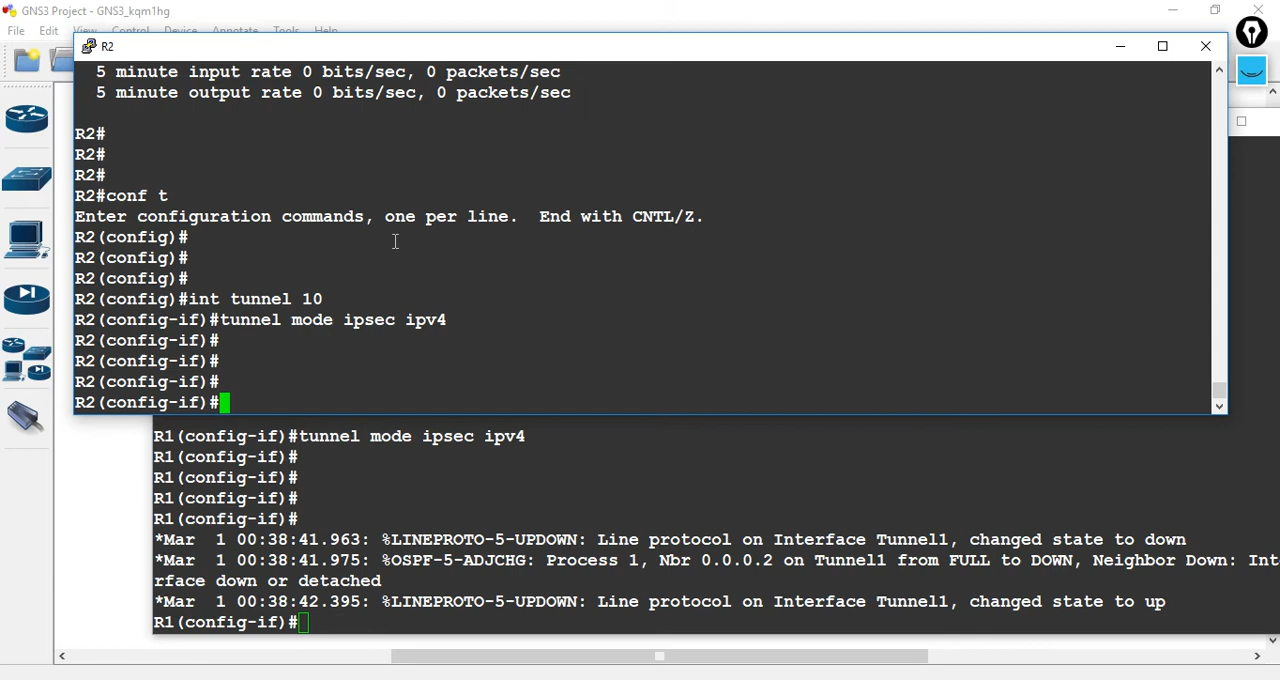 GNS3 Project - GNS3_kqm1hg
File Edit View Control Device Annotate Tools Help
R2
5 minute input rate 0 bits/sec, 0 packets/sec
5 minute output rate 0 bits/sec, 0 packets/sec
R2#
R2#
R2#
R2#conf t
Enter configuration commands, one per line.  End with CNTL/Z.
R2(config)#
R2(config)#
R2(config)#
R2(config)#int tunnel 10
R2(config-if)#tunnel mode ipsec ipv4
R2(config-if)#
R2(config-if)#
R2(config-if)#
R2(config-if)#
R1(config-if)#tunnel mode ipsec ipv4
R1(config-if)#
R1(config-if)#
R1(config-if)#
R1(config-if)#
*Mar  1 00:38:41.963: %LINEPROTO-5-UPDOWN: Line protocol on Interface Tunnel1, changed state to down
*Mar  1 00:38:41.975: %OSPF-5-ADJCHG: Process 1, Nbr 0.0.0.2 on Tunnel1 from FULL to DOWN, Neighbor Down: Int
rface down or detached
*Mar  1 00:38:42.395: %LINEPROTO-5-UPDOWN: Line protocol on Interface Tunnel1, changed state to up
R1(config-if)#